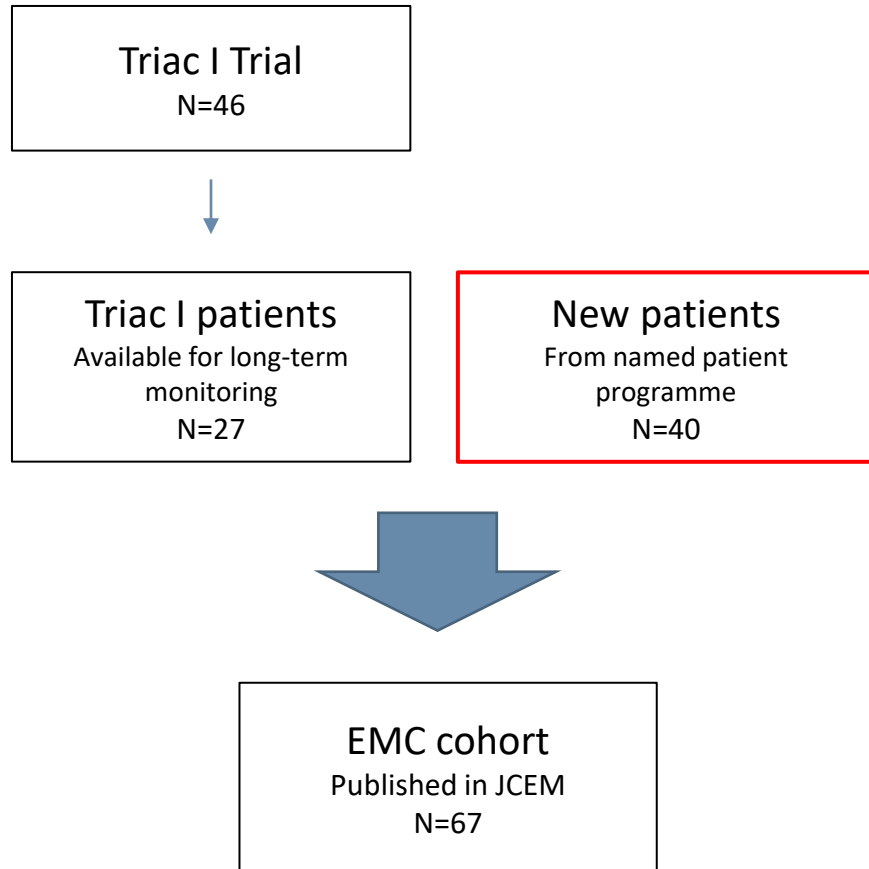 Triac I Trial
N=46
Triac I patients
Available for long-term
monitoring
N=27
New patients
From named patient
programme
N=40
EMC cohort
Published in JCEM
N=67